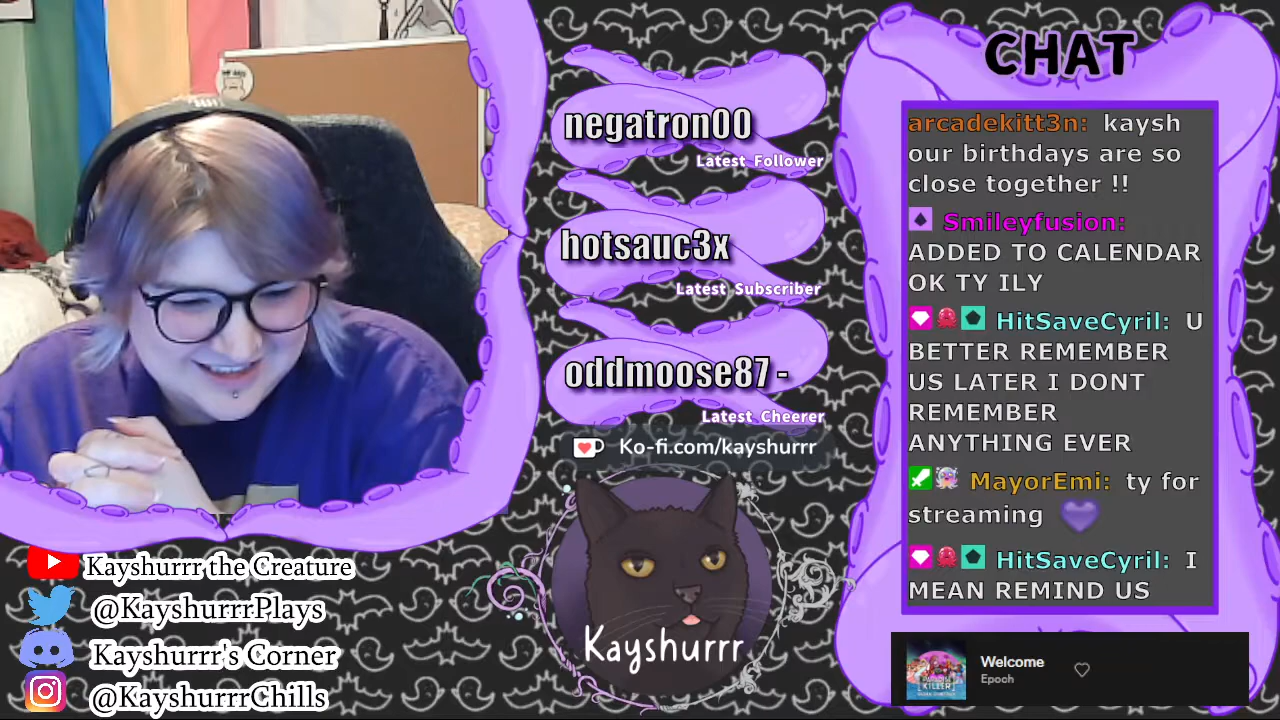 negatron00
Latest Follower
hotsauc3x
Latest Subscriber
oddmoose87 -
Latest Cheerer
Ko-fi.com/kayshurrr
Kayshurrr
Kayshurrr the Creature
@KayshurrrPlays
Kayshurrr's Corner
@KayshurrrChills
CHAT
arcadekitt3n: kaysh
our birthdays are so
close together !!
Smileyfusion:
ADDED TO CALENDAR
OK TY ILY
HitSaveCyril: U
BETTER REMEMBER
US LATER I DONT
REMEMBER
ANYTHING EVER
MayorEmi: ty for
streaming
HitSaveCyril: I
MEAN REMIND US
KILLER
Welcome
Epoch